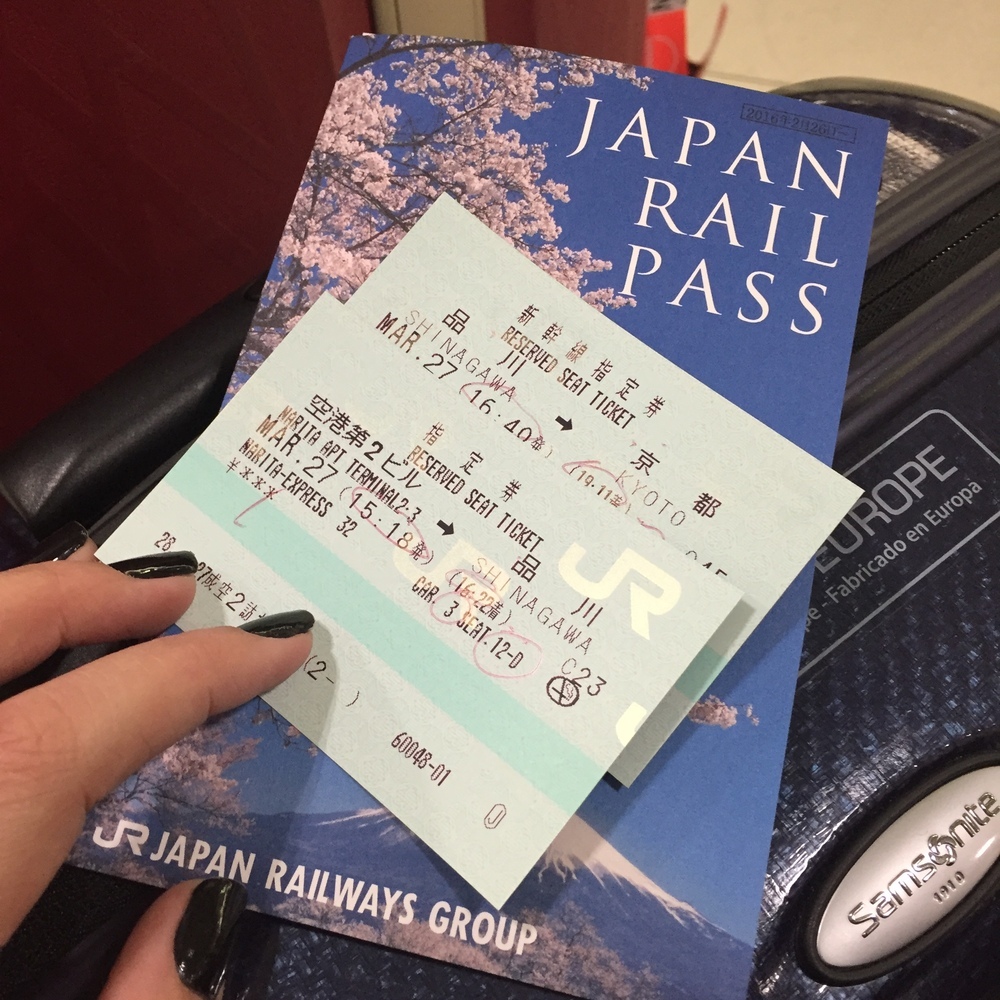 JAPAN
RAIL
PASS
新幹線指定券
RESERVED SEAT TICKET
品川 → 京都
SHINAGAWA KYOTO
MAR.27 (16:40発) (19:11着)
指定券
RESERVED SEAT TICKET
空港第2ビル → 品川
NARITA APT TERMINAL2·3 SHINAGAWA
MAR.27 (15:18発) (16:22着) C23
NARITA-EXPRESS 32 CAR.3 SEAT.12-D
¥***
60048-01
JR
JR JAPAN RAILWAYS GROUP
EUROPE
- Fabricado en Europa
Samsonite
1910